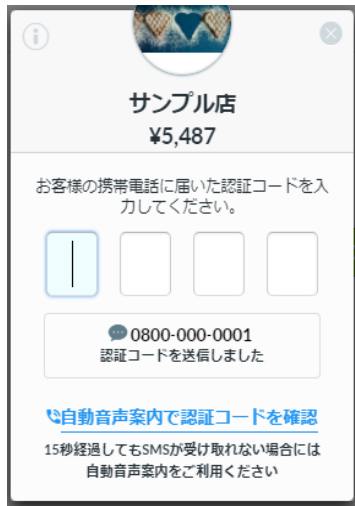 サンプル店
¥5,487
お客様の携帯電話に届いた認証コードを入
力してください。
0800-000-0001
認証コードを送信しました
自動音声案内で認証コードを確認
15秒経過してもSMSが受け取れない場合には
自動音声案内をご利用ください